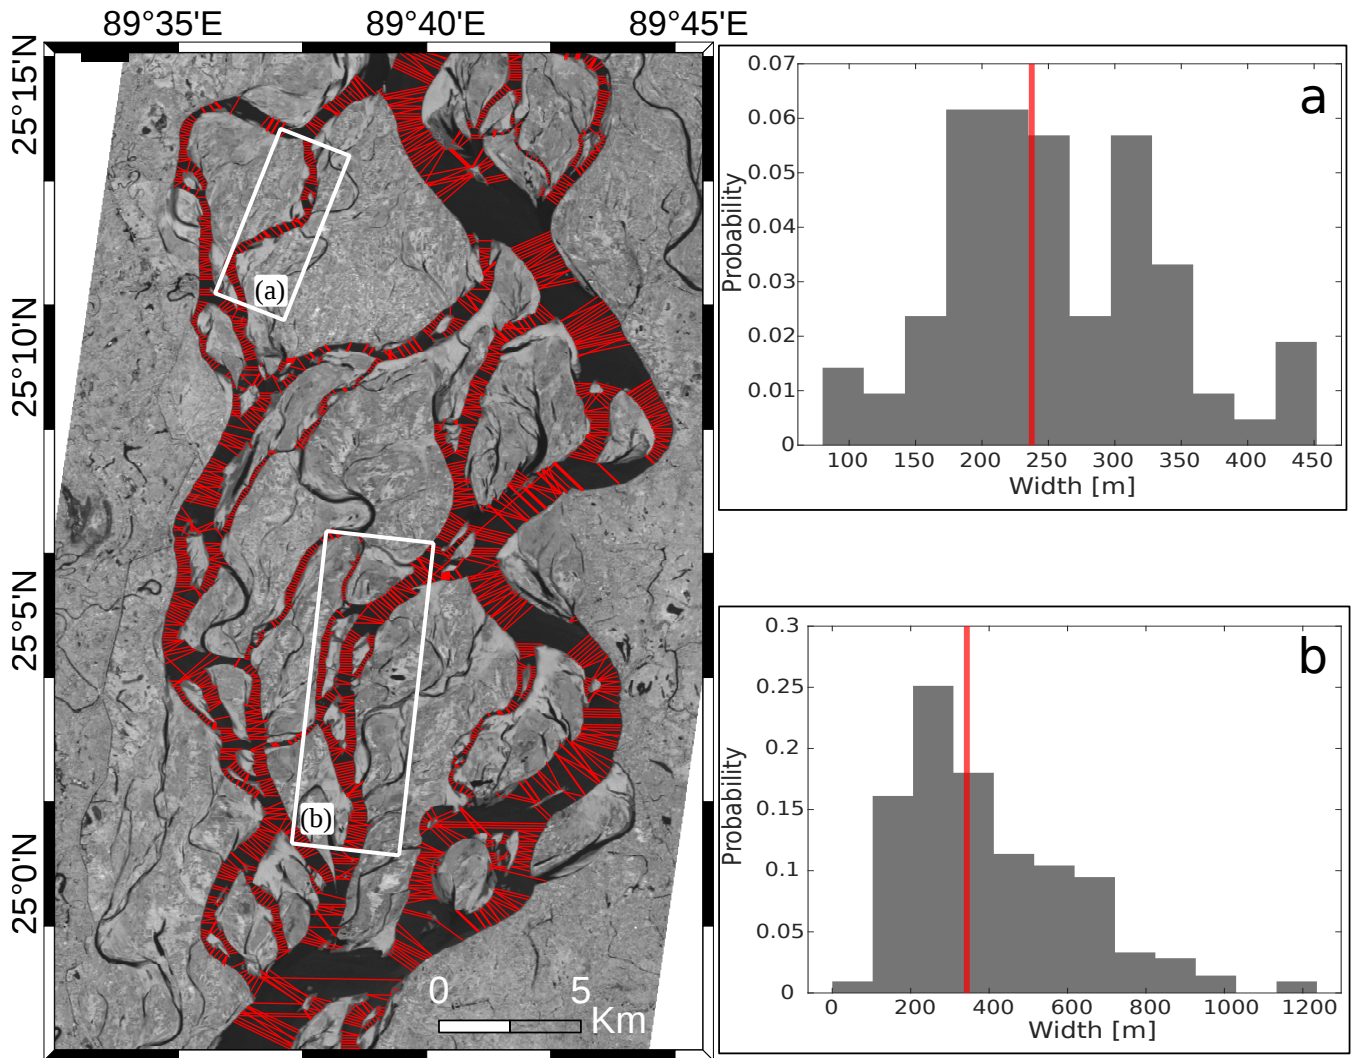 89°35'E 89°40'E 89°45'E
25°15'N
25°10'N
25°5'N
25°0'N
(a)
(b)
0 5
Km
a
0.07
0.06
0.05
0.04
0.03
0.02
0.01
0
Probability
100 150 200 250 300 350 400 450
Width [m]
b
0.3
0.25
0.2
0.15
0.1
0.05
0
Probability
0 200 400 600 800 1000 1200
Width [m]